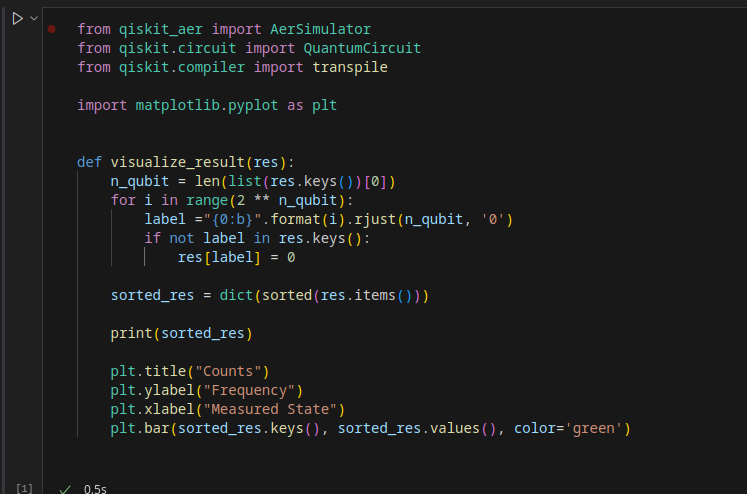 from qiskit_aer import AerSimulator
from qiskit.circuit import QuantumCircuit
from qiskit.compiler import transpile

import matplotlib.pyplot as plt

def visualize_result(res):
    n_qubit = len(list(res.keys())[0])
    for i in range(2 ** n_qubit):
        label ="{0:b}".format(i).rjust(n_qubit, '0')
        if not label in res.keys():
            res[label] = 0

    sorted_res = dict(sorted(res.items()))

    print(sorted_res)

    plt.title("Counts")
    plt.ylabel("Frequency")
    plt.xlabel("Measured State")
    plt.bar(sorted_res.keys(), sorted_res.values(), color='green')

[1] ✓ 0.5s